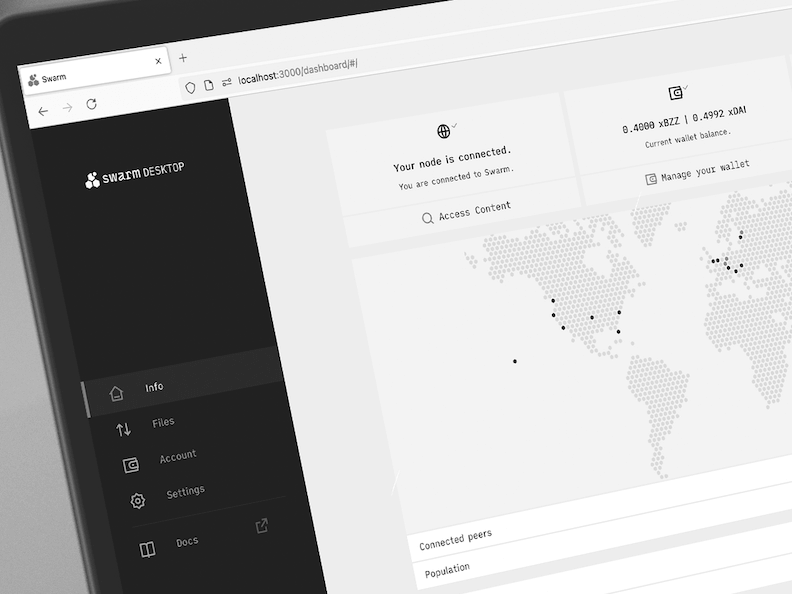 Swarm
localhost:3000/dashboard/#/
swarm DESKTOP
Your node is connected.
You are connected to Swarm.
Access Content
0.4000 xBZZ | 0.4992 xDAI
Current wallet balance.
Manage your wallet
Info
Files
Account
Settings
Docs
Connected peers
Population